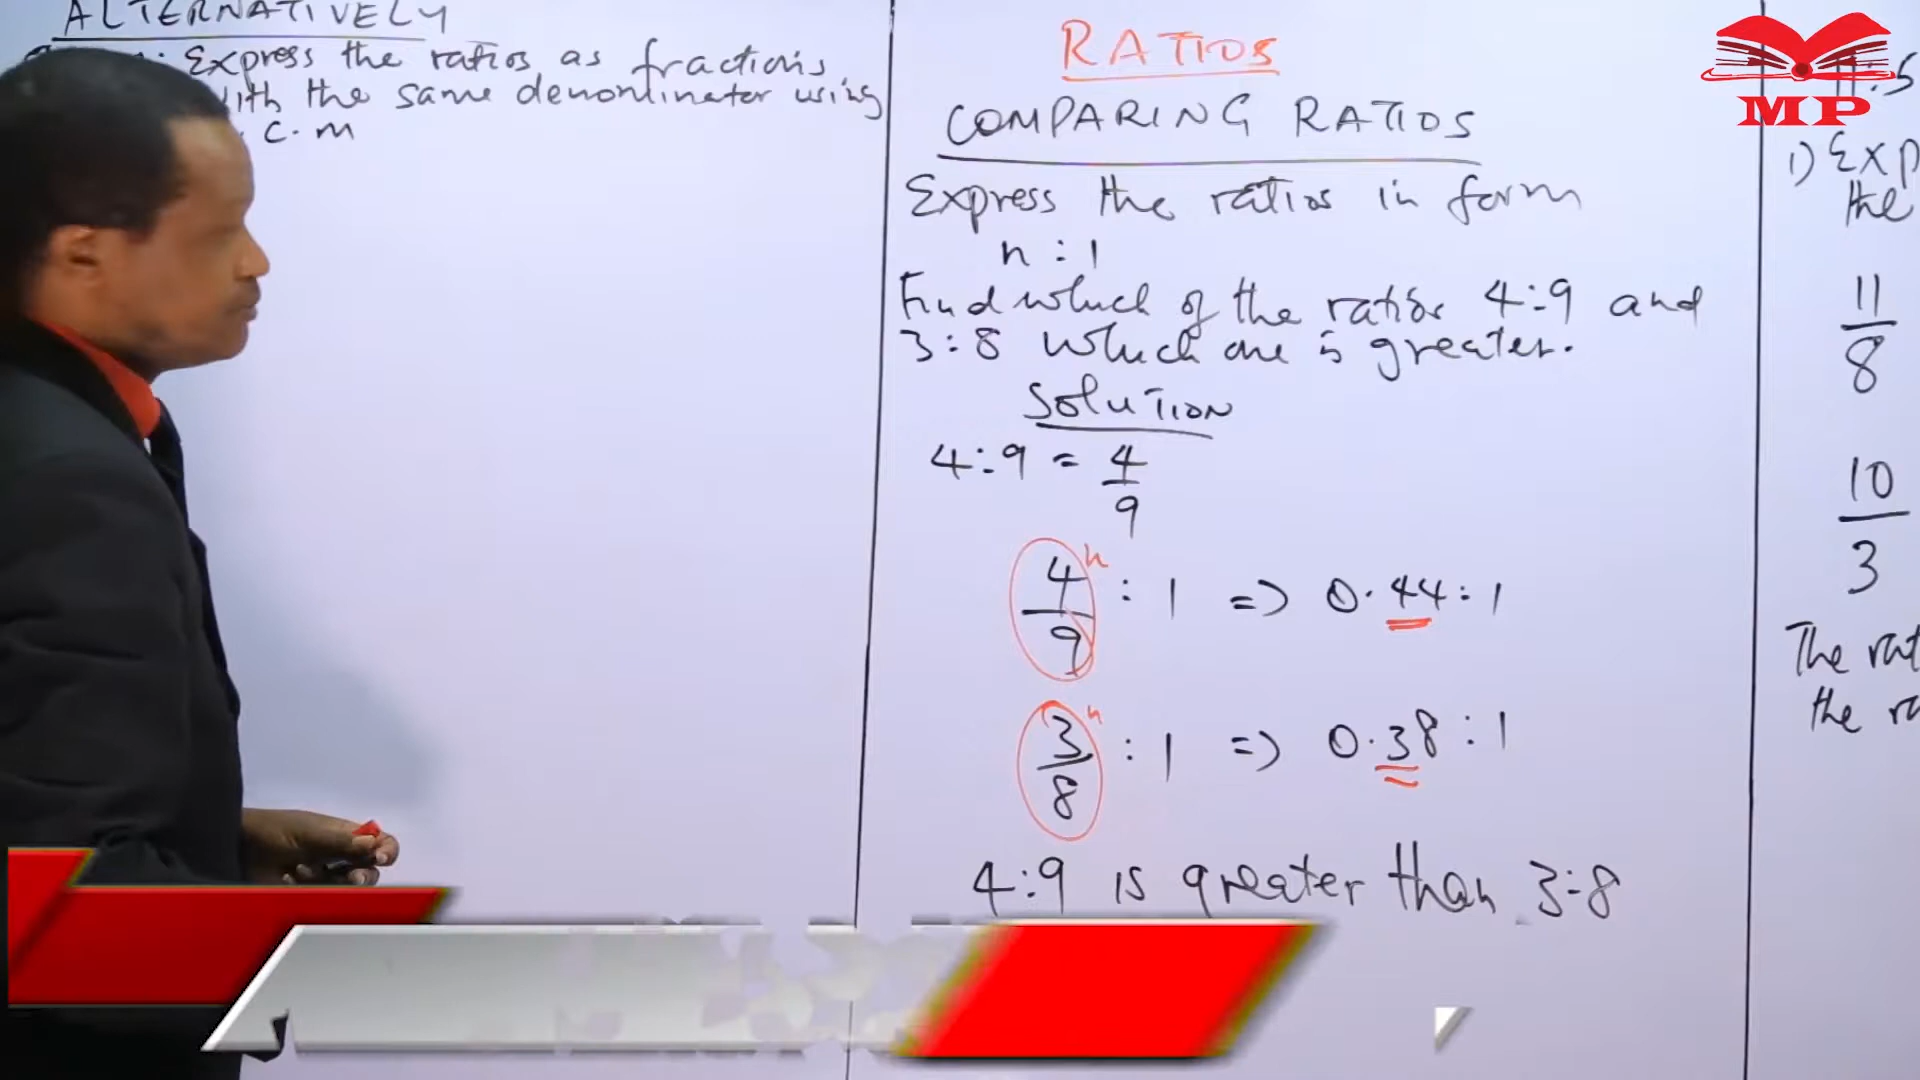 ALTERNATIVELY
Express the ratios as fractions
with the same denominator using
C.M
RATIOS
COMPARING RATIOS
Express the ratios in form
n : 1
Find which of the ratios 4:9 and
3:8 which one is greater.
SOLUTION
4:9 = 4/9
4/9 n : 1 => 0.44 : 1
3/8 n : 1 => 0.38 : 1
4:9 is greater than 3:8
MP
1) Exp
the
11
8
10
3
The rat
the ra